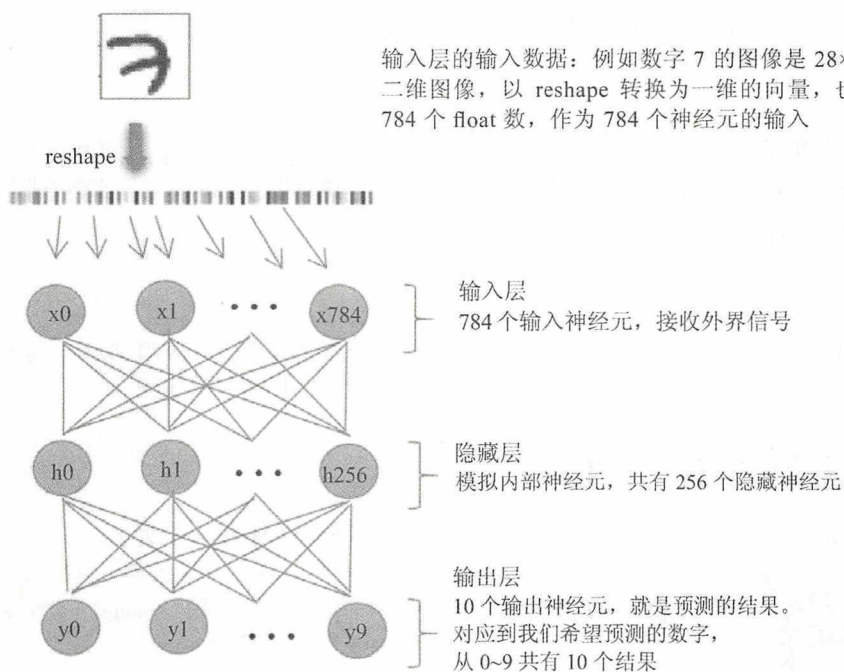 输入层的输入数据：例如数字 7 的图像是 28×
二维图像，以 reshape 转换为一维的向量，也
784 个 float 数，作为 784 个神经元的输入
reshape
x0 x1 ••• x784
输入层
784 个输入神经元，接收外界信号
h0 h1 ••• h256
隐藏层
模拟内部神经元，共有 256 个隐藏神经元
y0 y1 ••• y9
输出层
10 个输出神经元，就是预测的结果。
对应到我们希望预测的数字，
从 0~9 共有 10 个结果